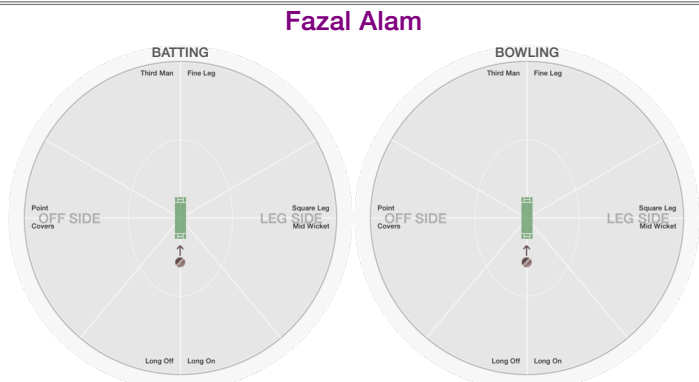 Fazal Alam
BATTING
Third Man Fine Leg
Point
OFF SIDE
Covers
Square Leg
LEG SIDE
Mid Wicket
Long Off Long On
BOWLING
Third Man Fine Leg
Point
OFF SIDE
Covers
Square Leg
LEG SIDE
Mid Wicket
Long Off Long On